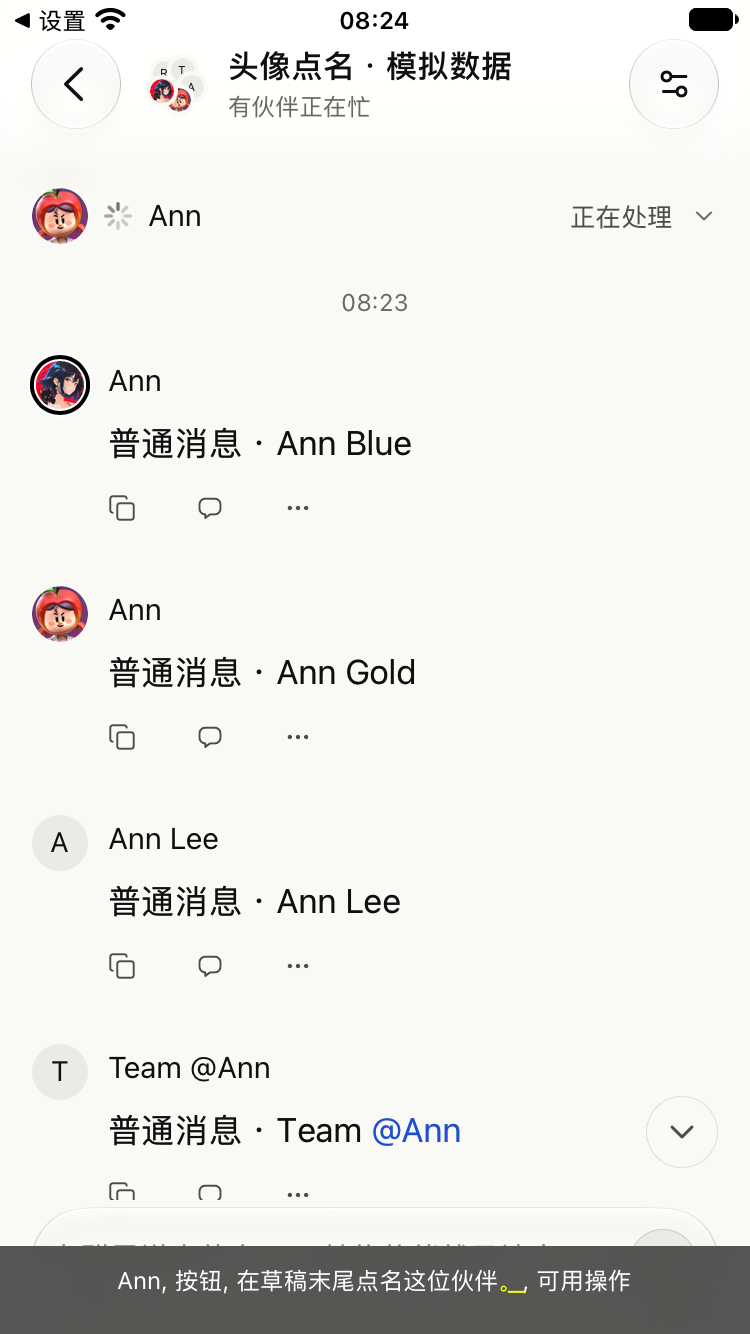 设置
08:24
R T
A
头像点名 · 模拟数据
有伙伴正在忙
Ann
正在处理
08:23
Ann
普通消息 · Ann Blue
Ann
普通消息 · Ann Gold
A
Ann Lee
普通消息 · Ann Lee
T
Team @Ann
普通消息 · Team @Ann
Ann, 按钮, 在草稿末尾点名这位伙伴。, 可用操作